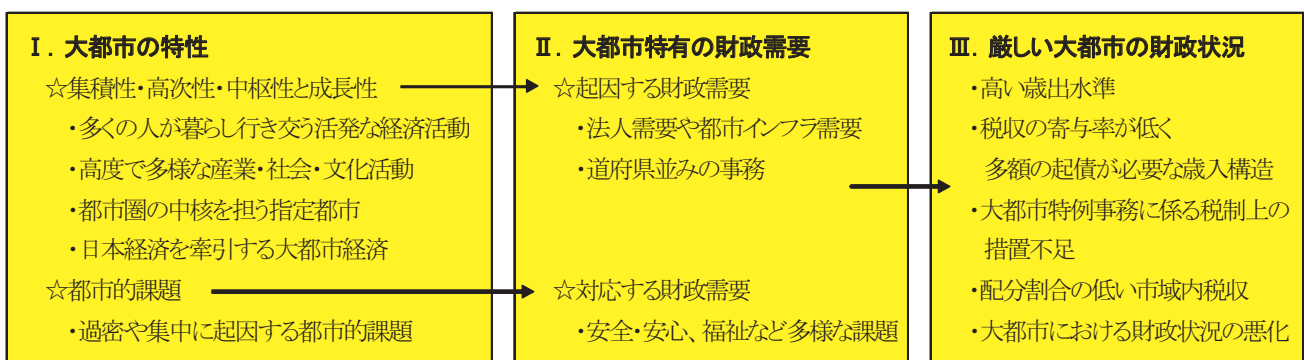 Ⅰ. 大都市の特性
☆集積性・高次性・中枢性と成長性
・多くの人が暮らし行き交う活発な経済活動
・高度で多様な産業・社会・文化活動
・都市圏の中核を担う指定都市
・日本経済を牽引する大都市経済
☆都市的課題
・過密や集中に起因する都市的課題
Ⅱ. 大都市特有の財政需要
☆起因する財政需要
・法人需要や都市インフラ需要
・道府県並みの事務
☆対応する財政需要
・安全・安心、福祉など多様な課題
Ⅲ. 厳しい大都市の財政状況
・高い歳出水準
・税収の寄与率が低く
多額の起債が必要な歳入構造
・大都市特例事務に係る税制上の
措置不足
・配分割合の低い市域内税収
・大都市における財政状況の悪化